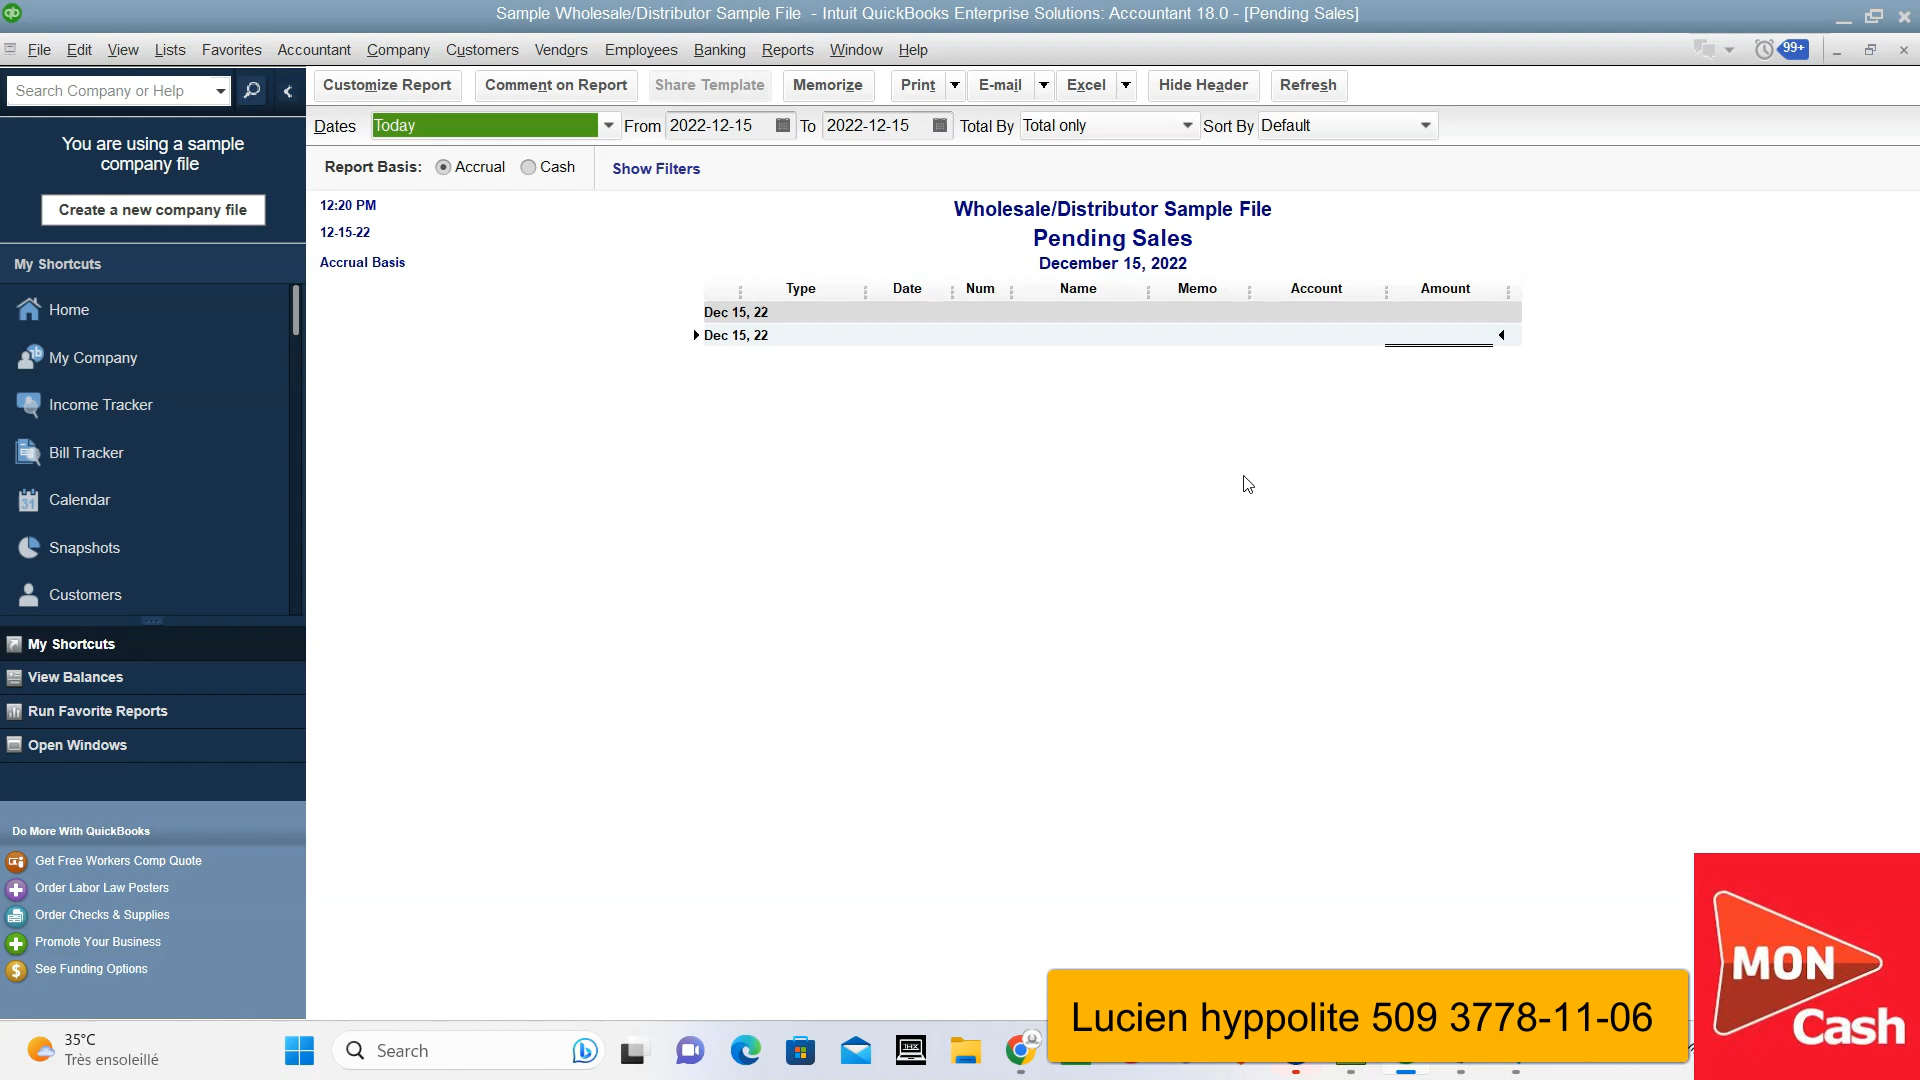 Sample Wholesale/Distributor Sample File - Intuit QuickBooks Enterprise Solutions: Accountant 18.0 - [Pending Sales]
File Edit View Lists Favorites Accountant Company Customers Vendors Employees Banking Reports Window Help
99+
Search Company or Help
Customize Report Comment on Report Share Template Memorize Print E-mail Excel Hide Header Refresh
Dates Today From 2022-12-15 To 2022-12-15 Total By Total only Sort By Default
Report Basis: Accrual Cash Show Filters
You are using a sample
company file
Create a new company file
My Shortcuts
Home
My Company
Income Tracker
Bill Tracker
31
Calendar
Snapshots
Customers
My Shortcuts
View Balances
Run Favorite Reports
Open Windows
Do More With QuickBooks
Get Free Workers Comp Quote
Order Labor Law Posters
Order Checks & Supplies
Promote Your Business
See Funding Options
12:20 PM
12-15-22
Accrual Basis
Wholesale/Distributor Sample File
Pending Sales
December 15, 2022
Type Date Num Name Memo Account Amount
Dec 15, 22
Dec 15, 22
Lucien hyppolite 509 3778-11-06
MON
Cash
35°C
Très ensoleillé
Search